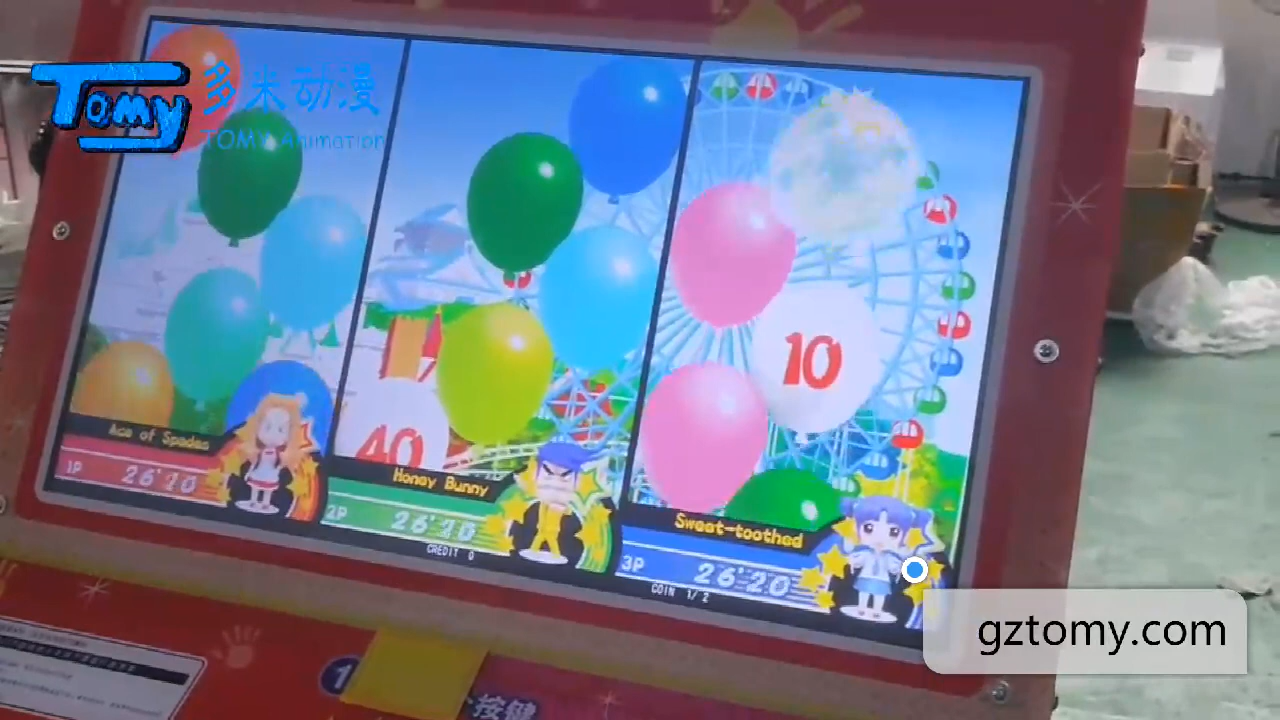 TOMY
多米动漫
TOMY Animation
10
40
Ace of Spades
1P 26'20
Honey Bunny
2P 26'20
CREDIT 0
Sweet-toothed
3P 26'20
COIN 1/2
gztomy.com
1
按键